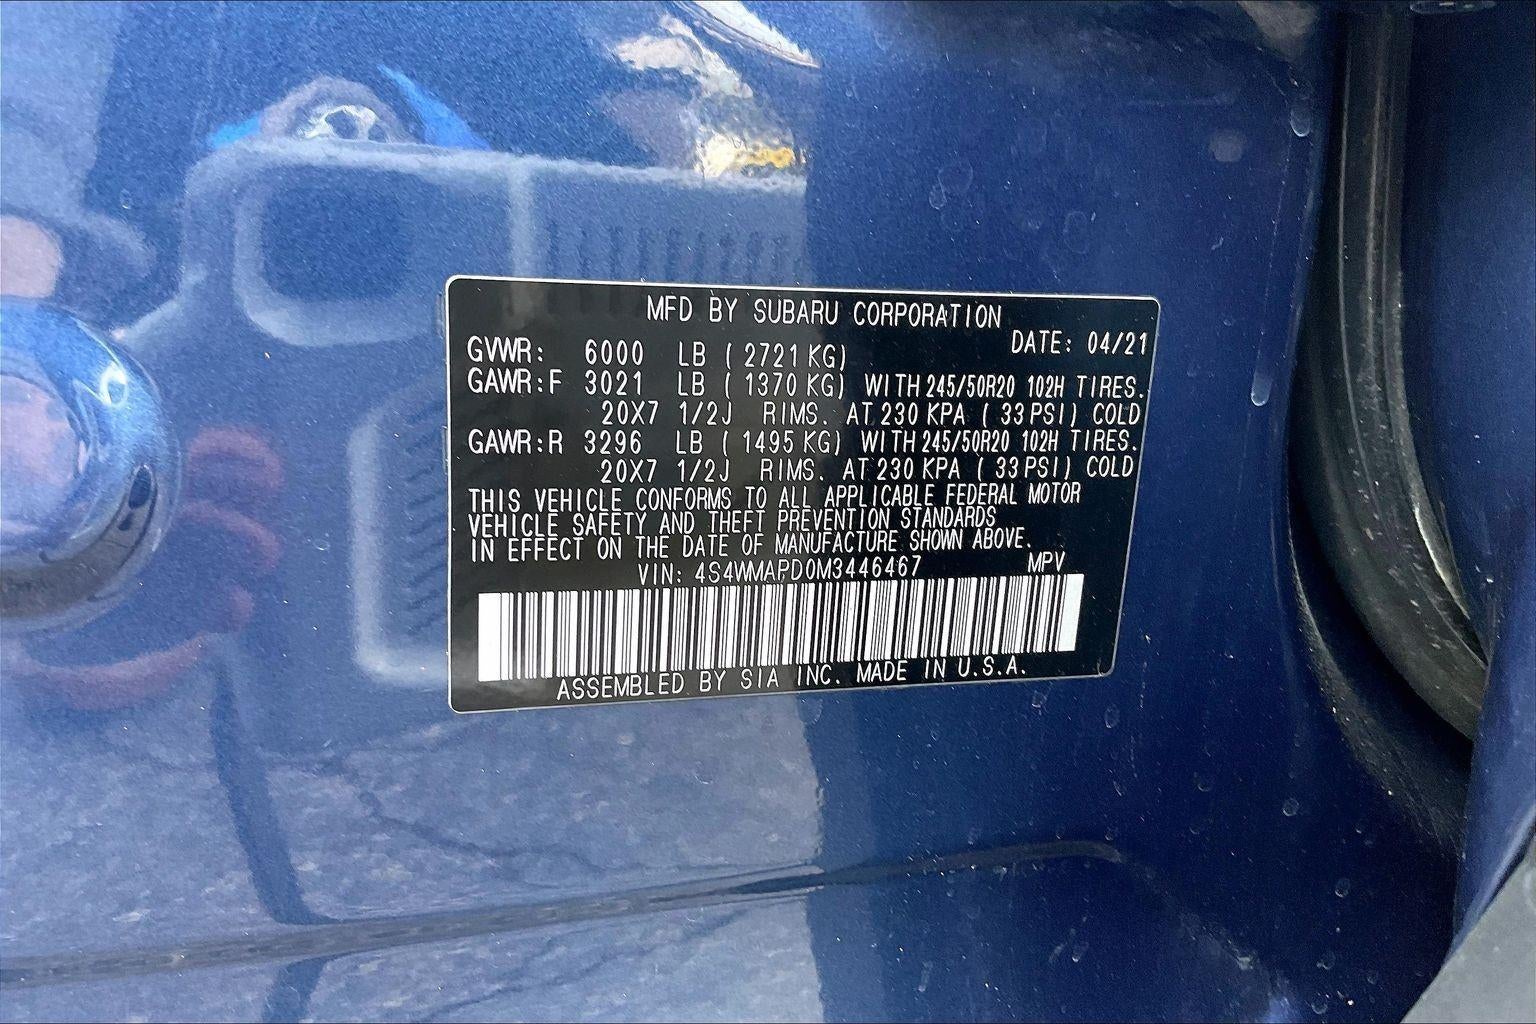 MFD BY SUBARU CORPORATION
DATE: 04/21
GVWR: 6000 LB ( 2721 KG)
GAWR:F 3021 LB ( 1370 KG) WITH 245/50R20 102H TIRES.
20X7 1/2J RIMS. AT 230 KPA ( 33 PSI) COLD
GAWR:R 3296 LB ( 1495 KG) WITH 245/50R20 102H TIRES.
20X7 1/2J RIMS. AT 230 KPA ( 33 PSI) COLD
THIS VEHICLE CONFORMS TO ALL APPLICABLE FEDERAL MOTOR
VEHICLE SAFETY AND THEFT PREVENTION STANDARDS
IN EFFECT ON THE DATE OF MANUFACTURE SHOWN ABOVE.
VIN: 4S4WMAPD0M3446467 MPV
ASSEMBLED BY SIA INC. MADE IN U.S.A.